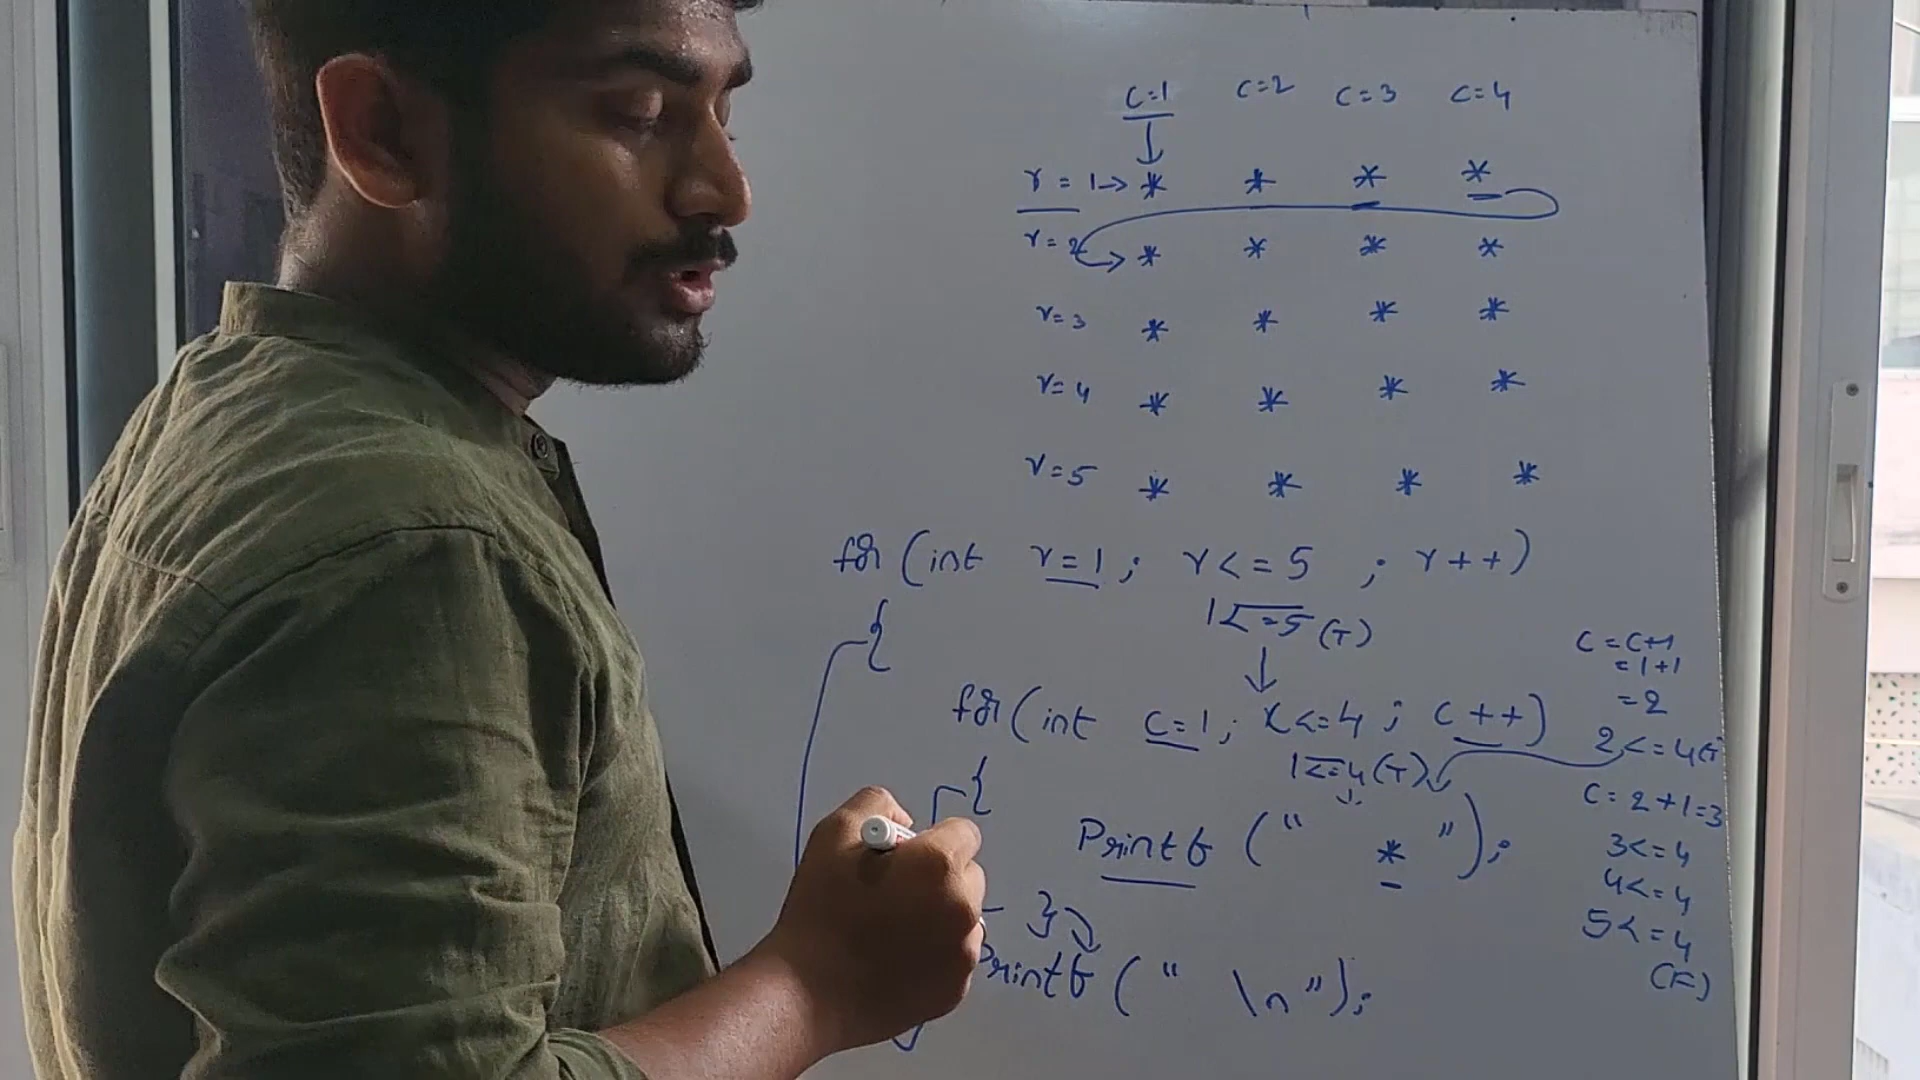 c=1 c=2 c=3 c=4
r = 1→ * * * *
r=2 * * * *
r=3 * * * *
r=4 * * * *
r=5 * * * *
for (int r=1; r<=5 ; r++)
{
1<=5 (T)
for (int c=1; c<=4; c++)
1<=4 (T)
{
Printf (" * ");
}
Printf (" \n");
c=c+1
=1+1
=2
2<=4(T
c=2+1=3
3<=4
4<=4
5<=4
(F)